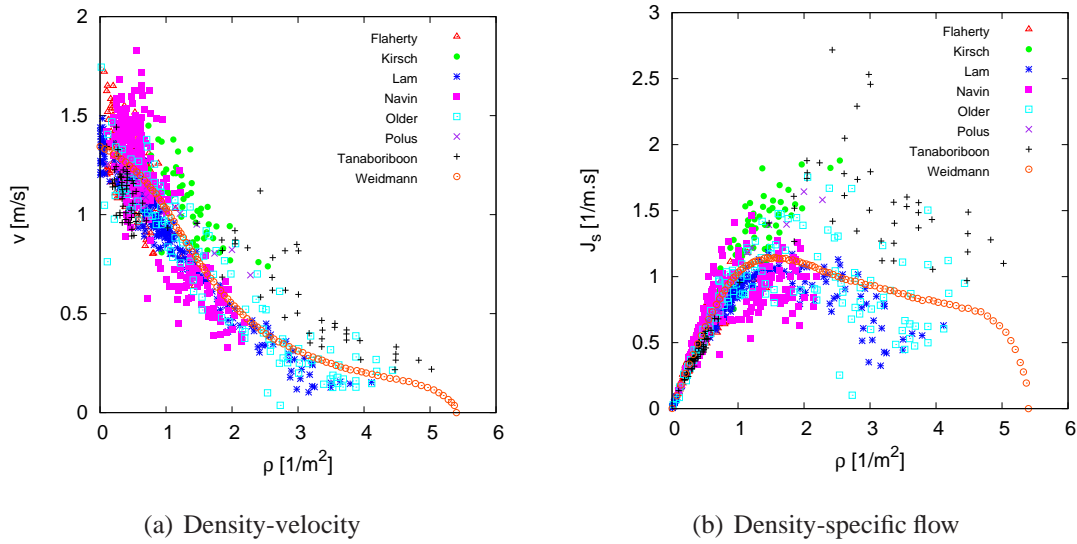 2
1.5
1
0.5
0
v [m/s]
Flaherty
Kirsch
Lam
Navin
Older
Polus
Tanaboriboon
Weidmann
0 1 2 3 4 5 6
ρ [1/m²]
(a) Density-velocity
3
2.5
2
1.5
1
0.5
0
Jₛ [1/m.s]
Flaherty
Kirsch
Lam
Navin
Older
Polus
Tanaboriboon
Weidmann
0 1 2 3 4 5 6
ρ [1/m²]
(b) Density-specific flow